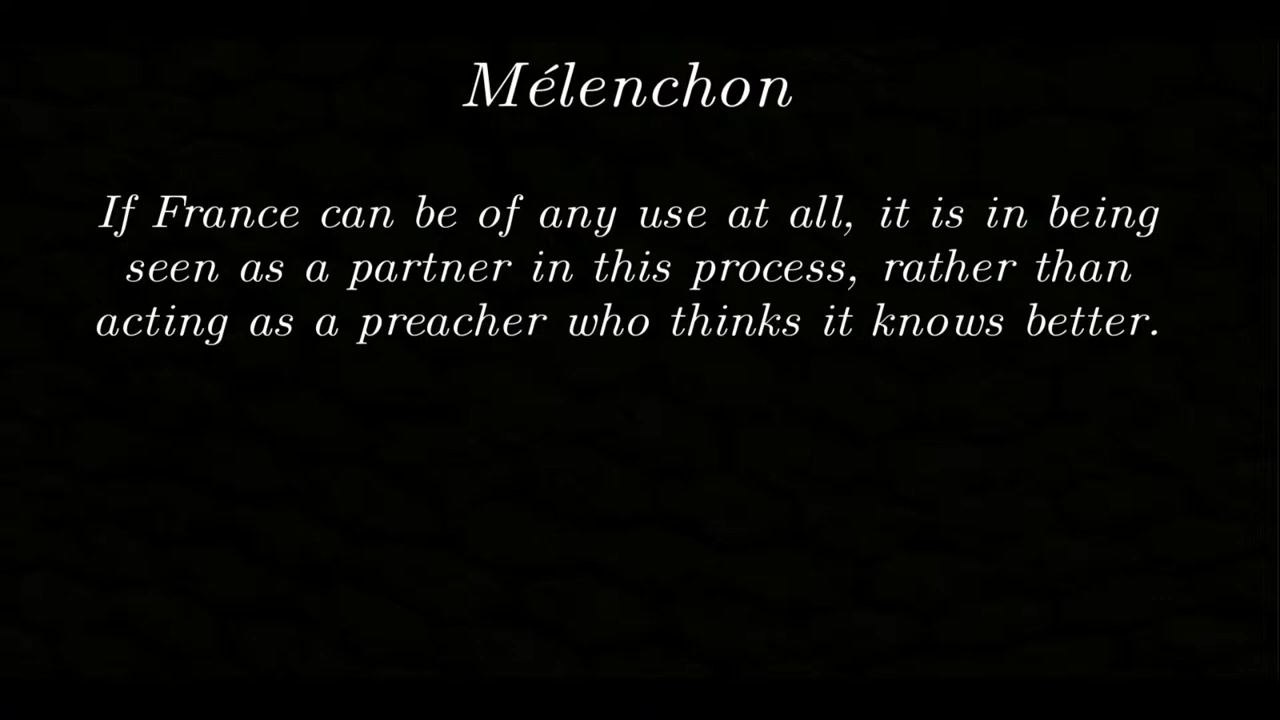 Mélenchon
If France can be of any use at all, it is in being
seen as a partner in this process, rather than
acting as a preacher who thinks it knows better.